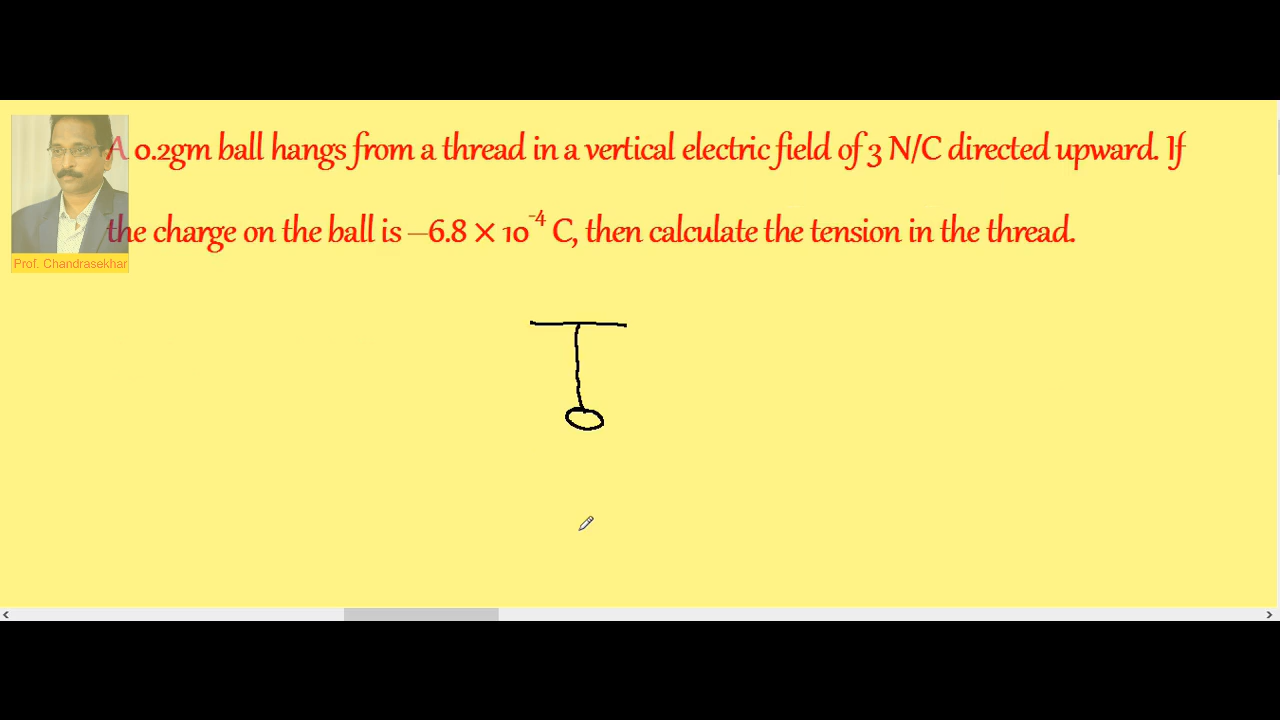 A 0.2gm ball hangs from a thread in a vertical electric field of 3 N/C directed upward. If
the charge on the ball is –6.8 × 10⁻⁴ C, then calculate the tension in the thread.
Prof. Chandrasekhar